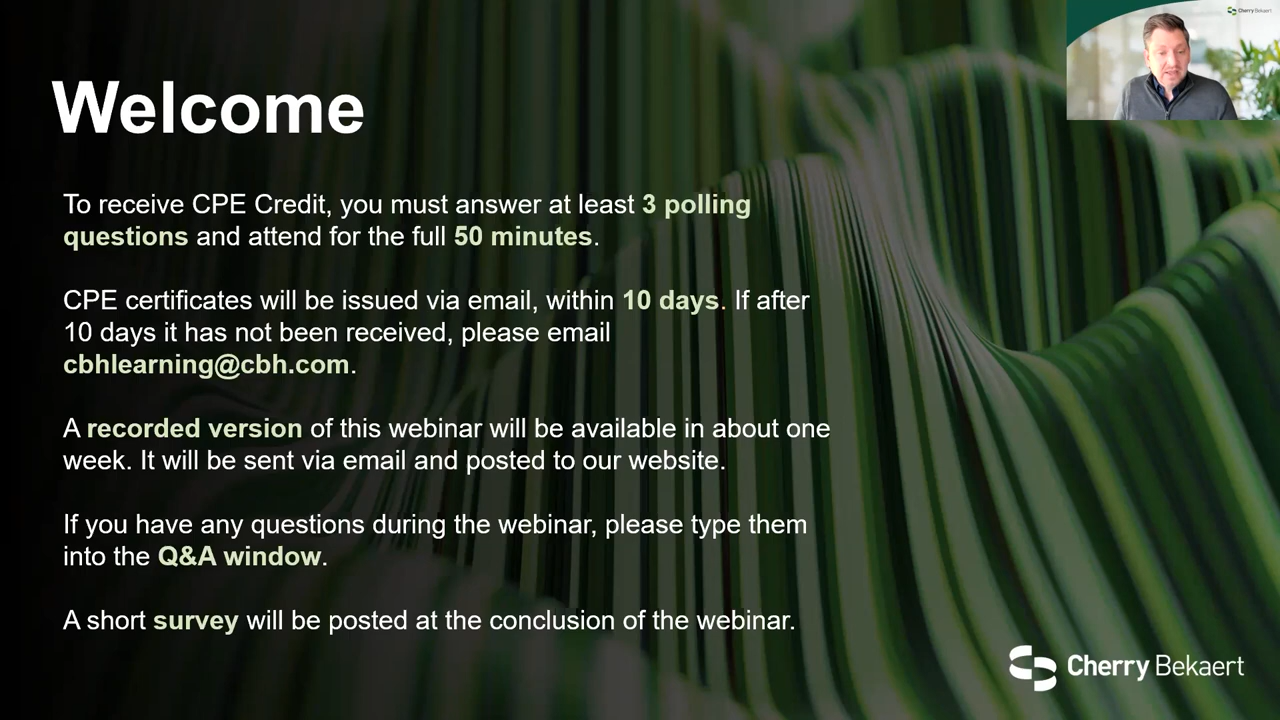 Cherry Bekaert
Welcome
To receive CPE Credit, you must answer at least 3 polling
questions and attend for the full 50 minutes.
CPE certificates will be issued via email, within 10 days. If after
10 days it has not been received, please email
cbhlearning@cbh.com.
A recorded version of this webinar will be available in about one
week. It will be sent via email and posted to our website.
If you have any questions during the webinar, please type them
into the Q&A window.
A short survey will be posted at the conclusion of the webinar.
Cherry Bekaert